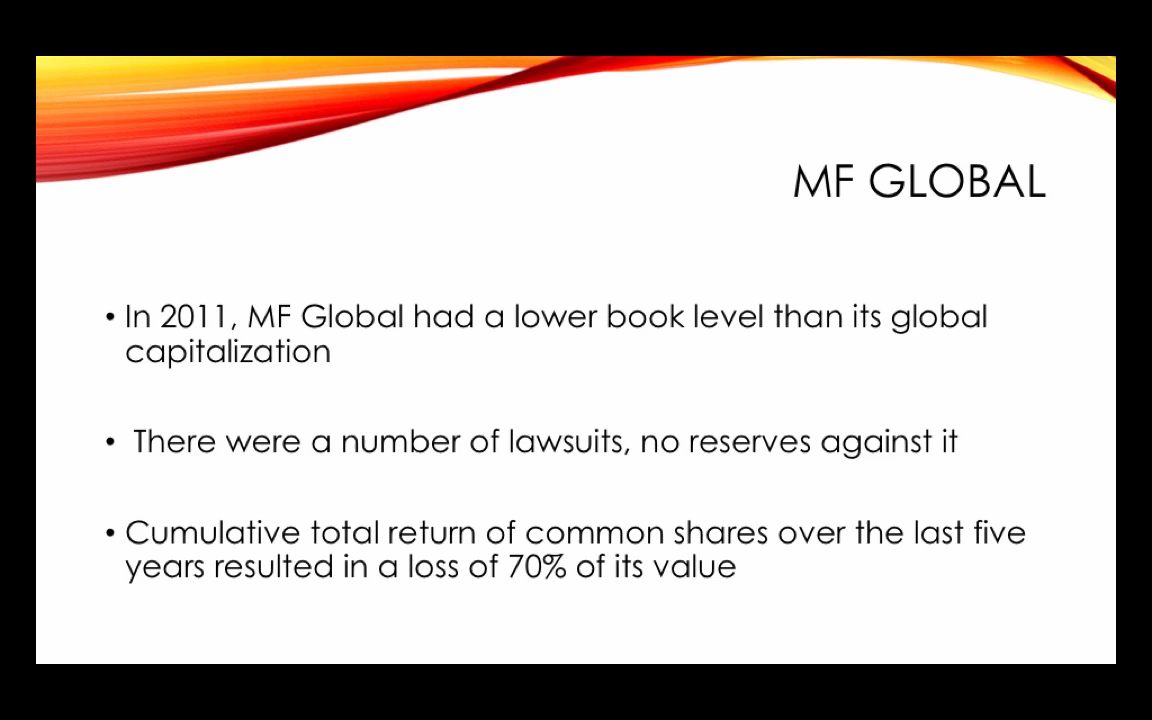 MF GLOBAL
• In 2011, MF Global had a lower book level than its global
capitalization
• There were a number of lawsuits, no reserves against it
• Cumulative total return of common shares over the last five
years resulted in a loss of 70% of its value